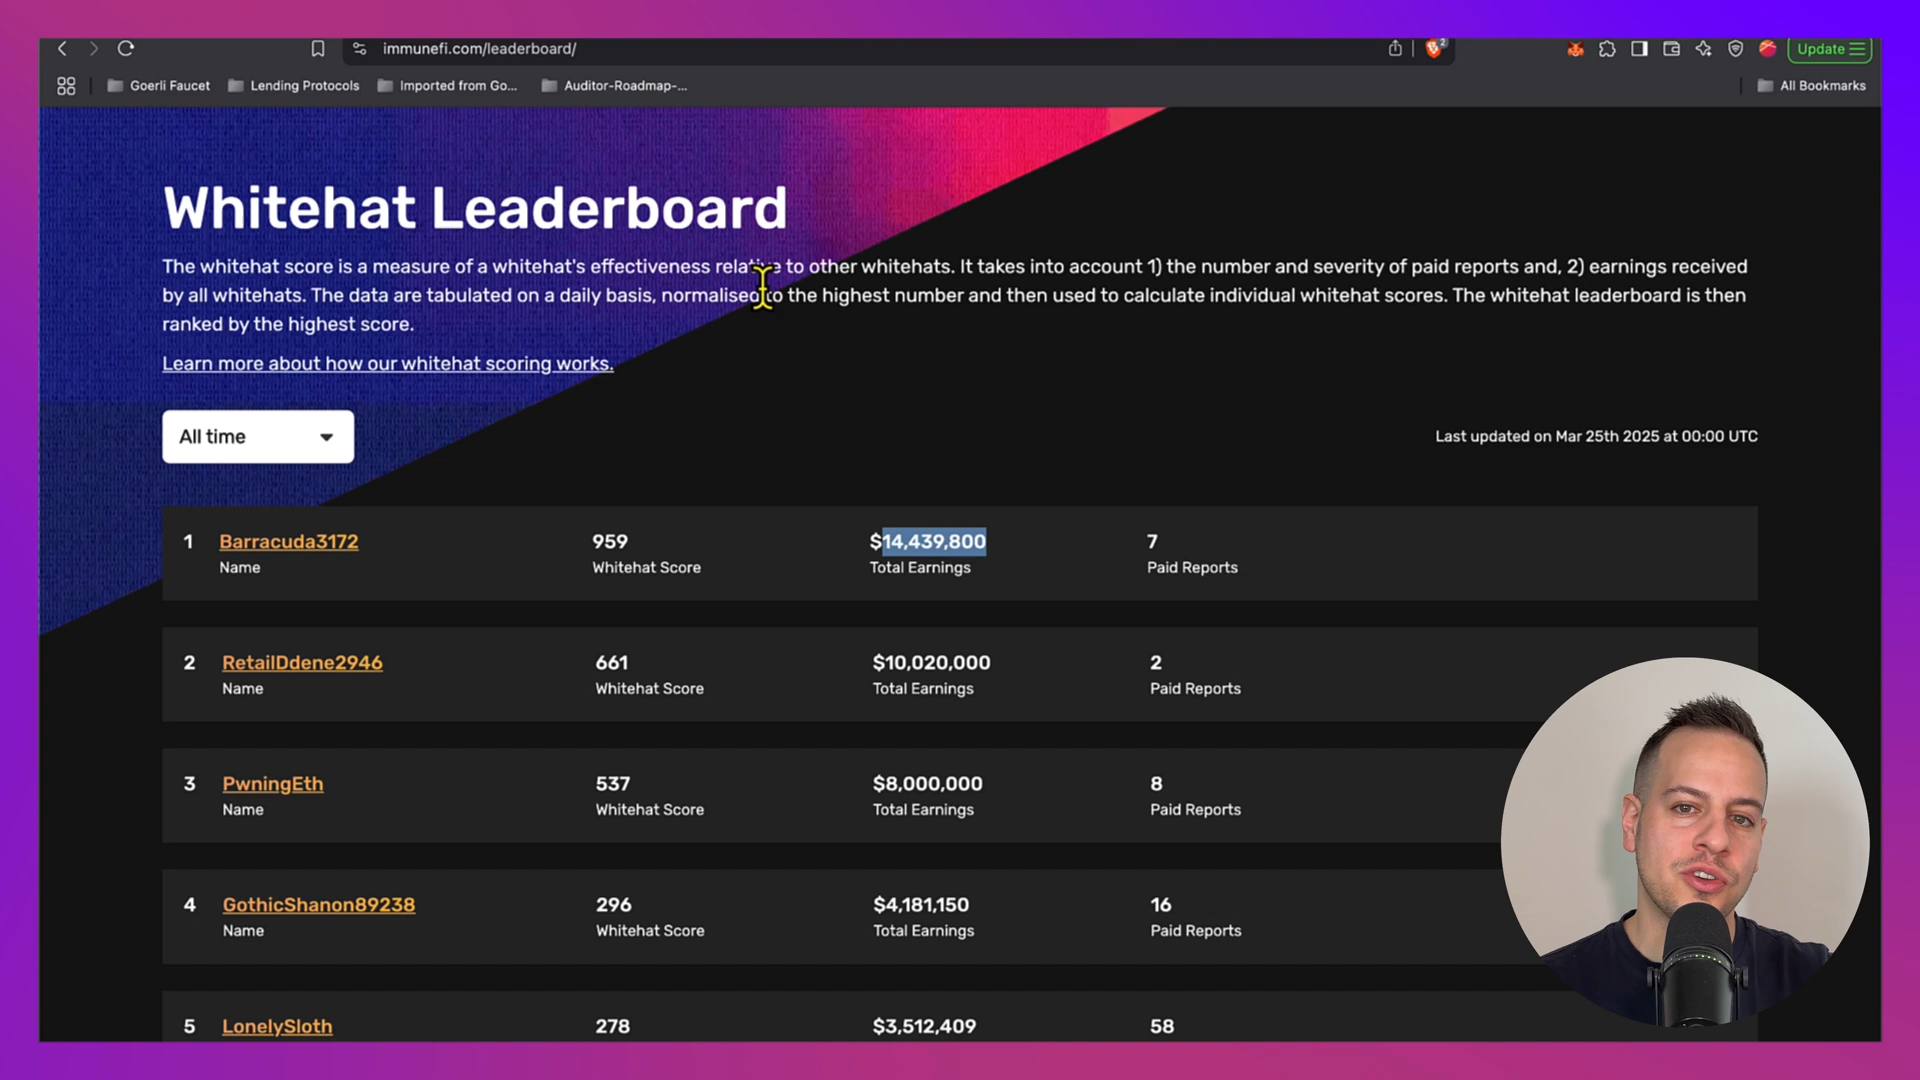 immunefi.com/leaderboard/
2
Update
Goerli Faucet
Lending Protocols
Imported from Go...
Auditor-Roadmap-...
All Bookmarks
Whitehat Leaderboard
The whitehat score is a measure of a whitehat's effectiveness relative to other whitehats. It takes into account 1) the number and severity of paid reports and, 2) earnings received
by all whitehats. The data are tabulated on a daily basis, normalised to the highest number and then used to calculate individual whitehat scores. The whitehat leaderboard is then
ranked by the highest score.
Learn more about how our whitehat scoring works.
All time
Last updated on Mar 25th 2025 at 00:00 UTC
1 Barracuda3172 959 $14,439,800 7
Name Whitehat Score Total Earnings Paid Reports
2 RetailDdene2946 661 $10,020,000 2
Name Whitehat Score Total Earnings Paid Reports
3 PwningEth 537 $8,000,000 8
Name Whitehat Score Total Earnings Paid Reports
4 GothicShanon89238 296 $4,181,150 16
Name Whitehat Score Total Earnings Paid Reports
5 LonelySloth 278 $3,512,409 58